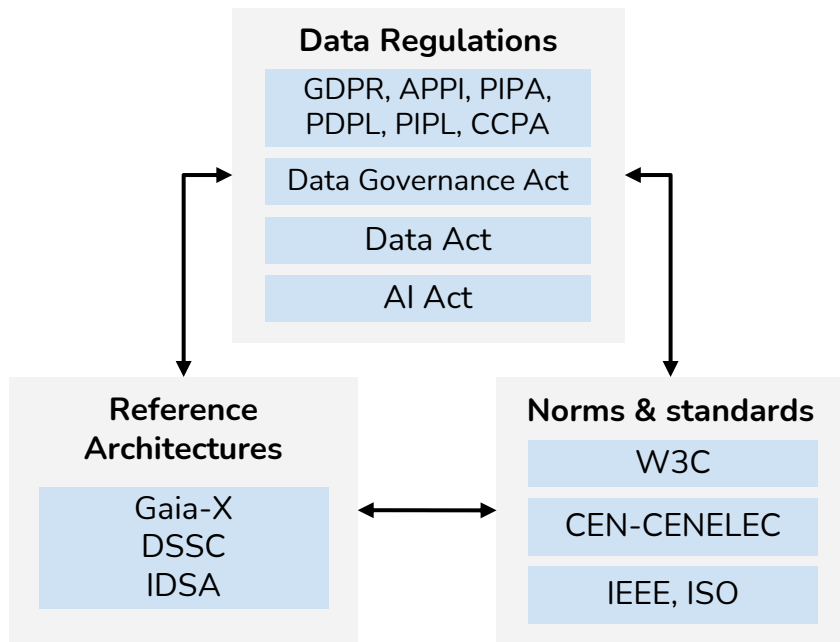 Data Regulations
GDPR, APPI, PIPA,
PDPL, PIPL, CCPA
Data Governance Act
Data Act
AI Act
Reference
Architectures
Gaia-X
DSSC
IDSA
Norms & standards
W3C
CEN-CENELEC
IEEE, ISO